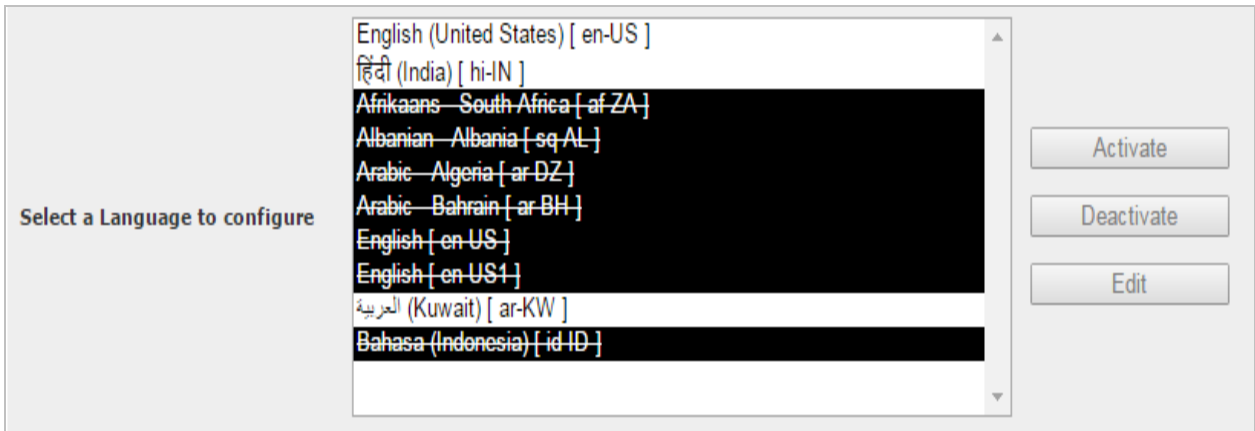 English (United States) [ en-US ]
हिंदी (India) [ hi-IN ]
Afrikaans - South Africa [ af-ZA ]
Albanian - Albania [ sq-AL ]
Arabic - Algeria [ ar-DZ ]
Arabic - Bahrain [ ar-BH ]
English [ en-US ]
English [ en-US1 ]
العربية (Kuwait) [ ar-KW ]
Bahasa (Indonesia) [ id-ID ]
Select a Language to configure
Activate
Deactivate
Edit